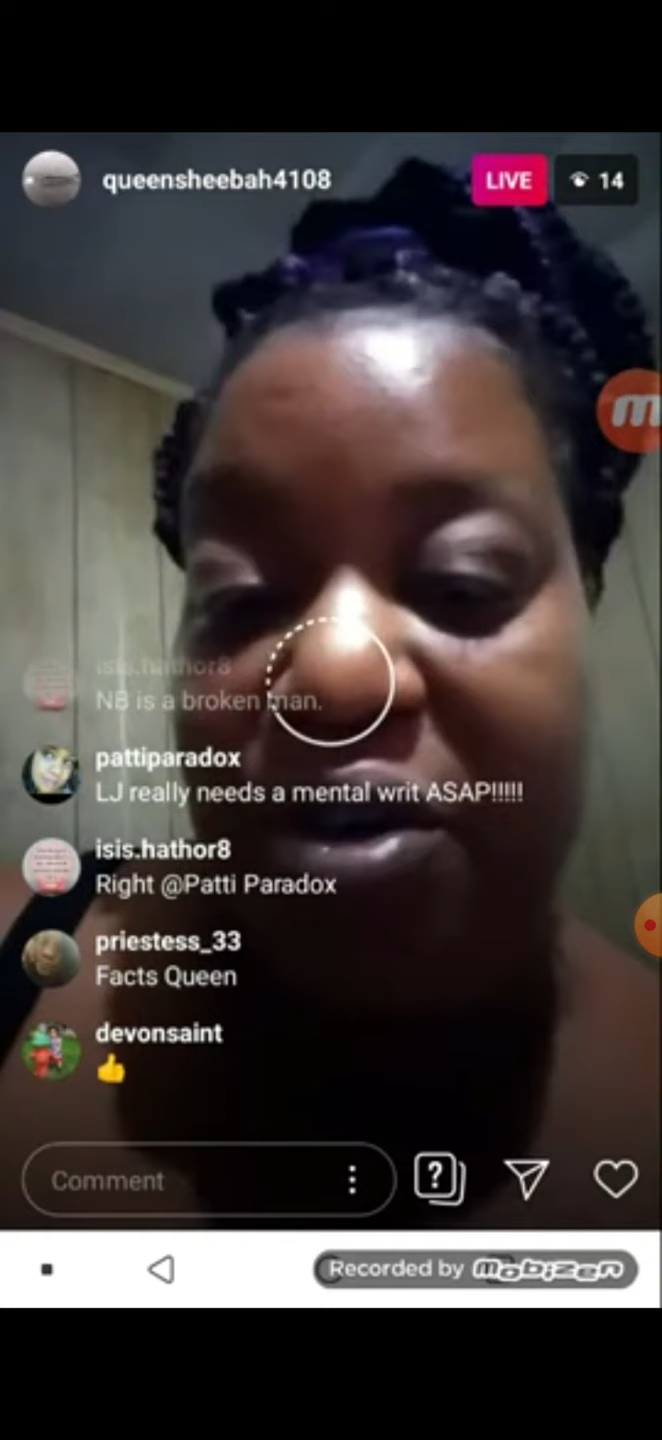 queensheebah4108
LIVE
14
isis.hathor8
NB is a broken man.
pattiparadox
LJ really needs a mental writ ASAP!!!!!
isis.hathor8
Right @Patti Paradox
priestess_33
Facts Queen
devonsaint
👍
Comment
?
Recorded by mobizen